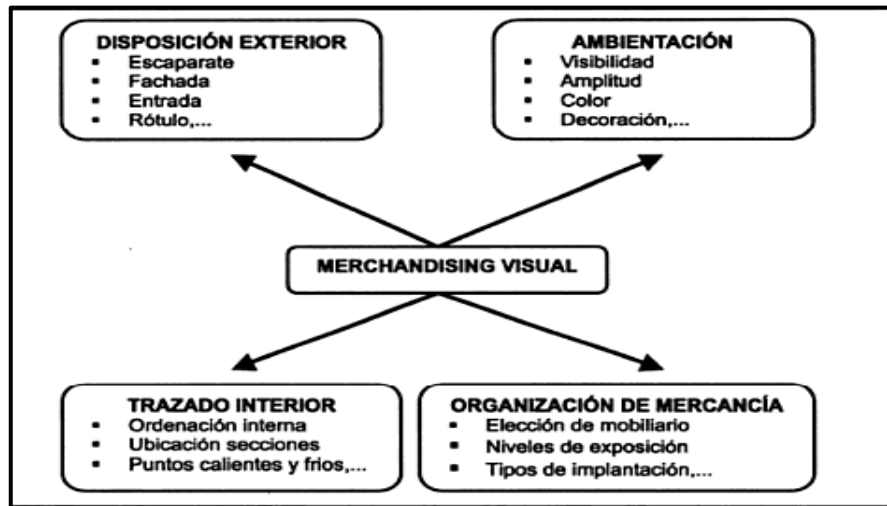 DISPOSICIÓN EXTERIOR
▪ Escaparate
▪ Fachada
▪ Entrada
▪ Rótulo,...
AMBIENTACIÓN
▪ Visibilidad
▪ Amplitud
▪ Color
▪ Decoración,...
MERCHANDISING VISUAL
TRAZADO INTERIOR
▪ Ordenación interna
▪ Ubicación secciones
▪ Puntos calientes y frios,...
ORGANIZACIÓN DE MERCANCÍA
▪ Elección de mobiliario
▪ Niveles de exposición
▪ Tipos de implantación,...